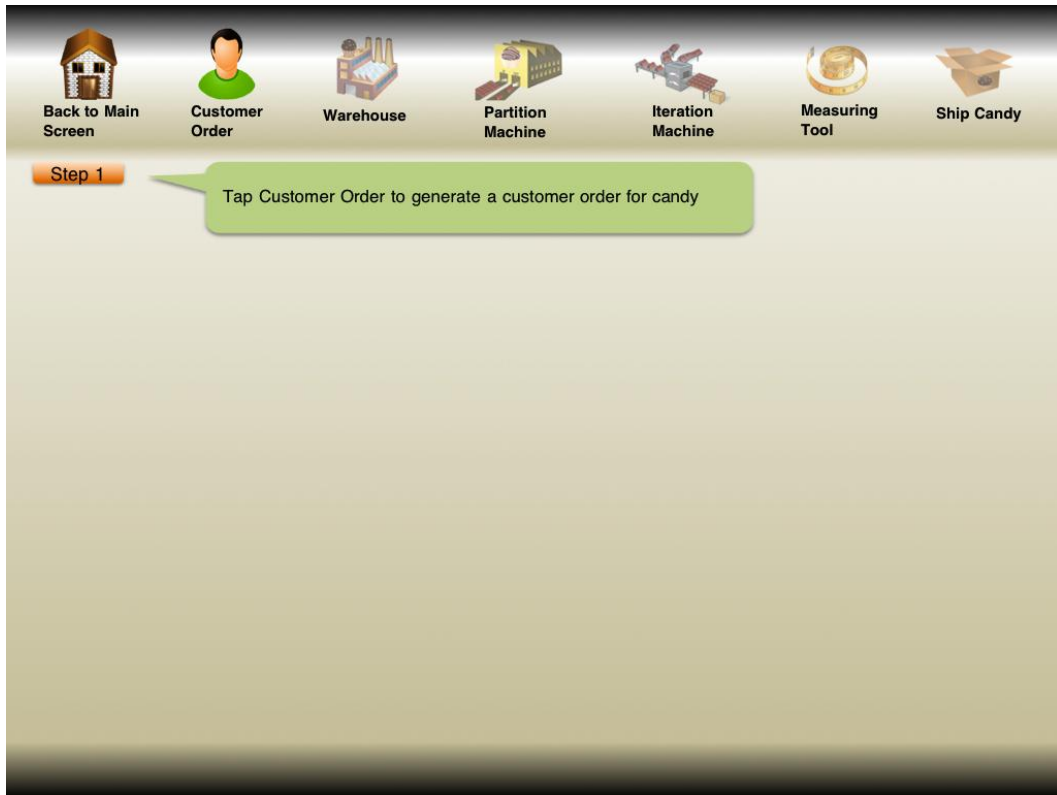 Back to Main
Screen
Customer
Order
Warehouse
Partition
Machine
Iteration
Machine
Measuring
Tool
Ship Candy
Step 1
Tap Customer Order to generate a customer order for candy